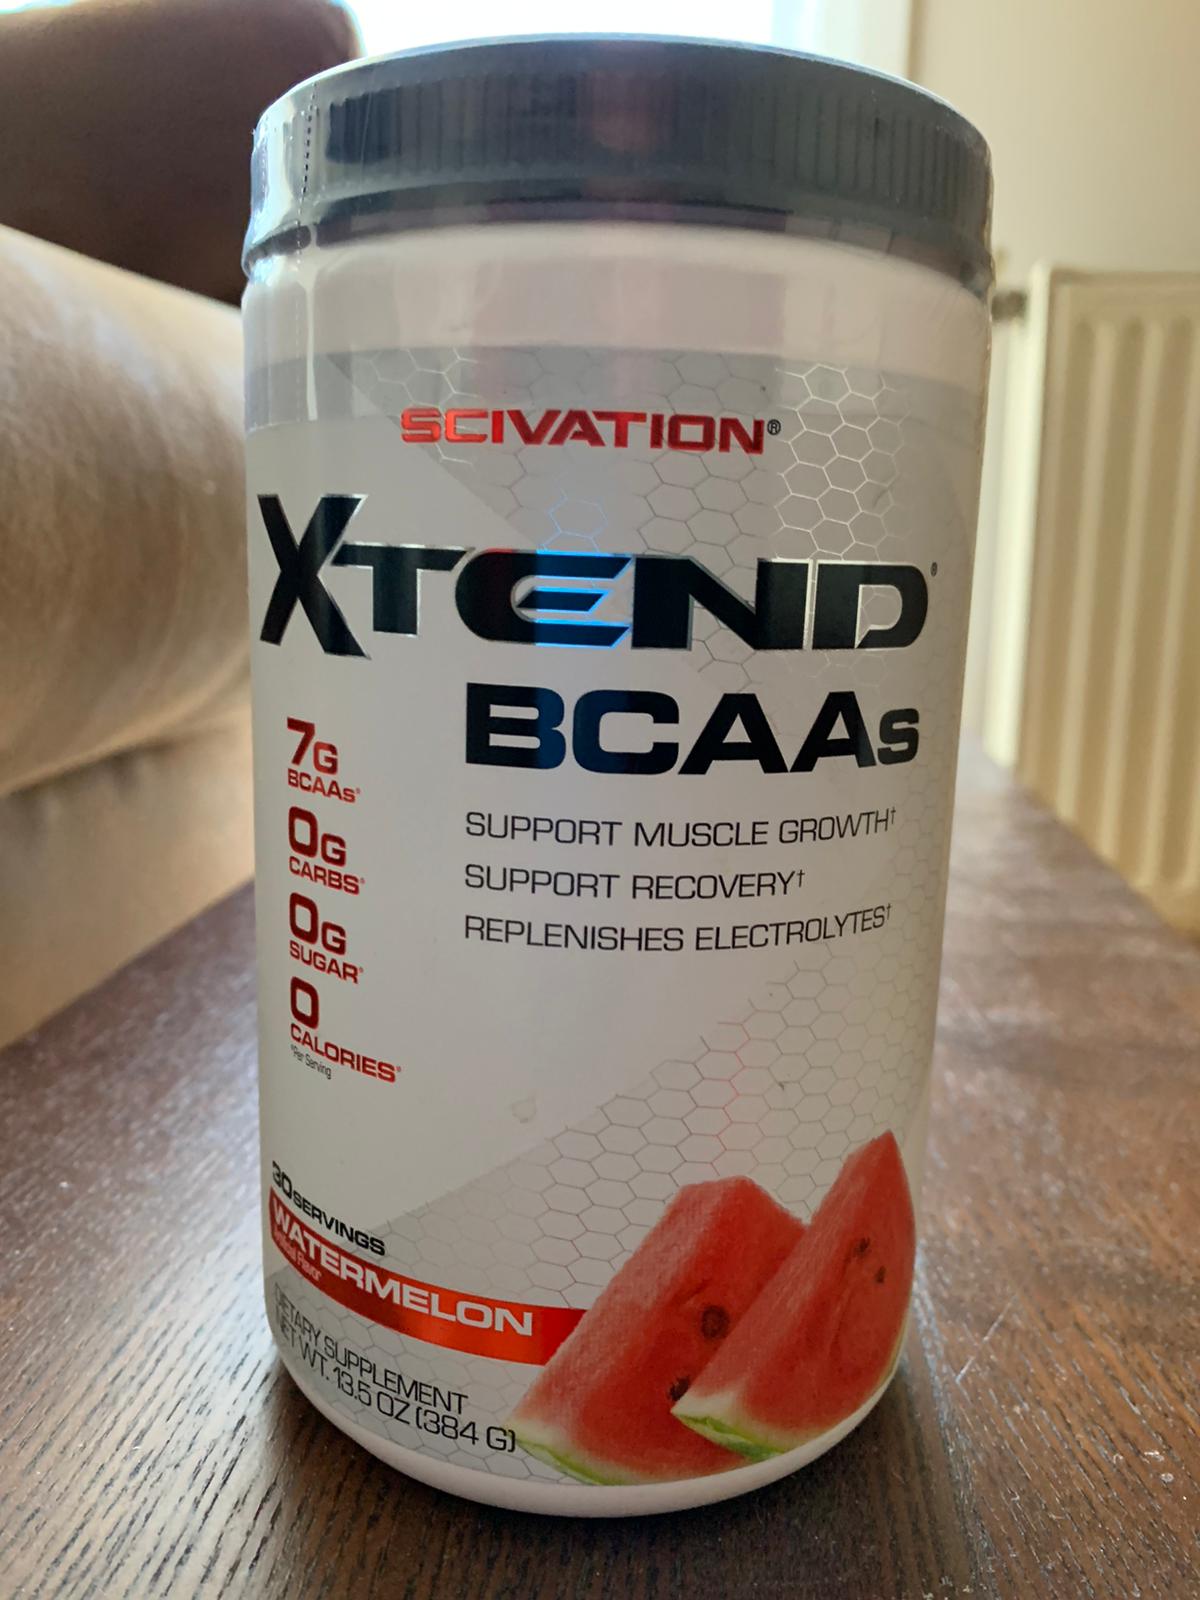 SCIVATION®
XTEND®
BCAAs
7G
BCAAs*
0G
CARBS*
0G
SUGAR*
0
CALORIES*
*Per Serving
SUPPORT MUSCLE GROWTH†
SUPPORT RECOVERY†
REPLENISHES ELECTROLYTES†
30 SERVINGS
WATERMELON
Flavor
DIETARY SUPPLEMENT
NET WT. 13.5 OZ (384 G)